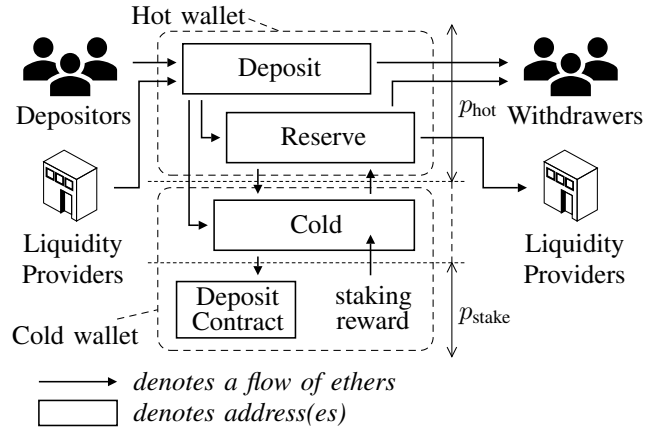 Hot wallet
Deposit
Depositors
Withdrawers
p_hot
Reserve
Liquidity
Providers
Cold
Liquidity
Providers
Deposit
Contract
staking
reward
p_stake
Cold wallet
denotes a flow of ethers
denotes address(es)